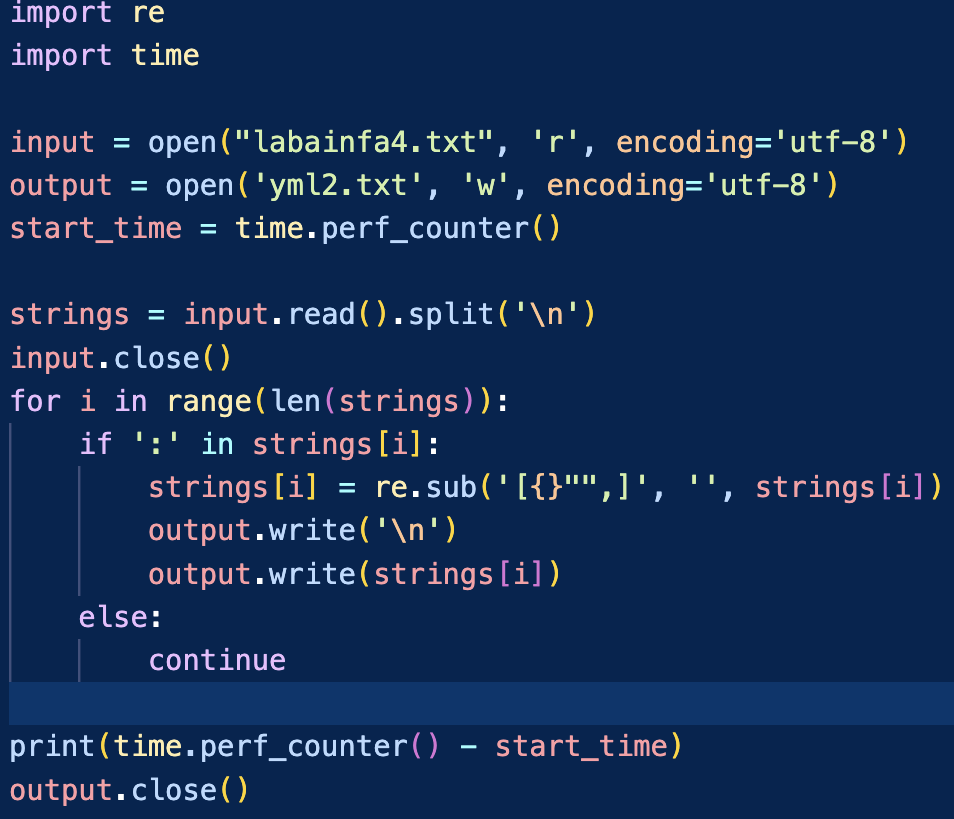 import re
import time
input = open("labainfa4.txt", 'r', encoding='utf-8')
output = open('yml2.txt', 'w', encoding='utf-8')
start_time = time.perf_counter()
strings = input.read().split('\n')
input.close()
for i in range(len(strings)):
    if ':' in strings[i]:
        strings[i] = re.sub('[{}"",]', '', strings[i])
        output.write('\n')
        output.write(strings[i])
    else:
        continue
print(time.perf_counter() - start_time)
output.close()